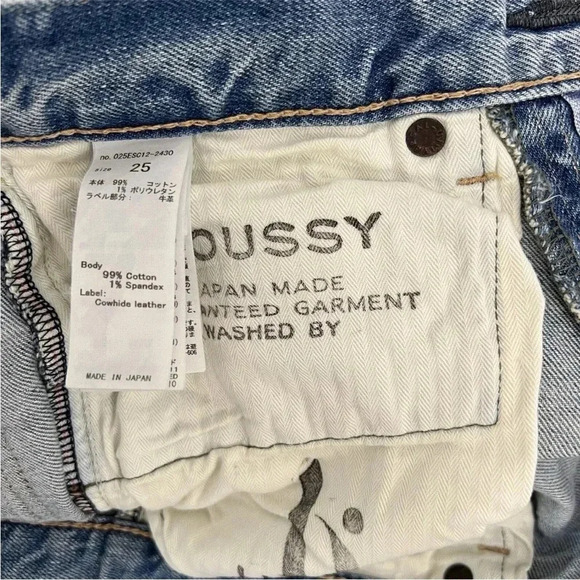 no. 025ESC12-2430
size 25
本体 99% コットン
1% ポリウレタン
ラベル部分: 牛革
Body
99% Cotton
1% Spandex
Label:
Cowhide leather
MADE IN JAPAN
OUSSY
APAN MADE
ANTEED GARMENT
WASHED BY